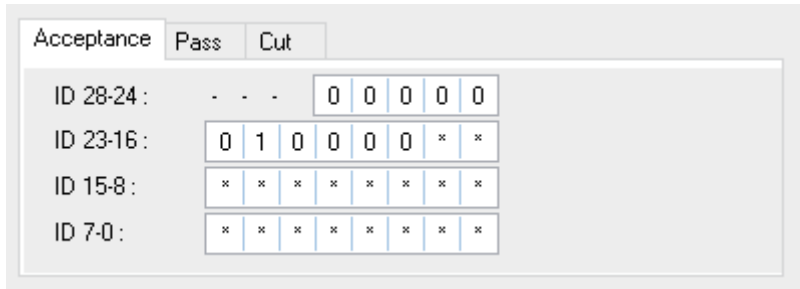 Acceptance Pass Cut
ID 28-24 : - - - 0 0 0 0 0
ID 23-16 : 0 1 0 0 0 0 * *
ID 15-8 : * * * * * * * *
ID 7-0 : * * * * * * * *